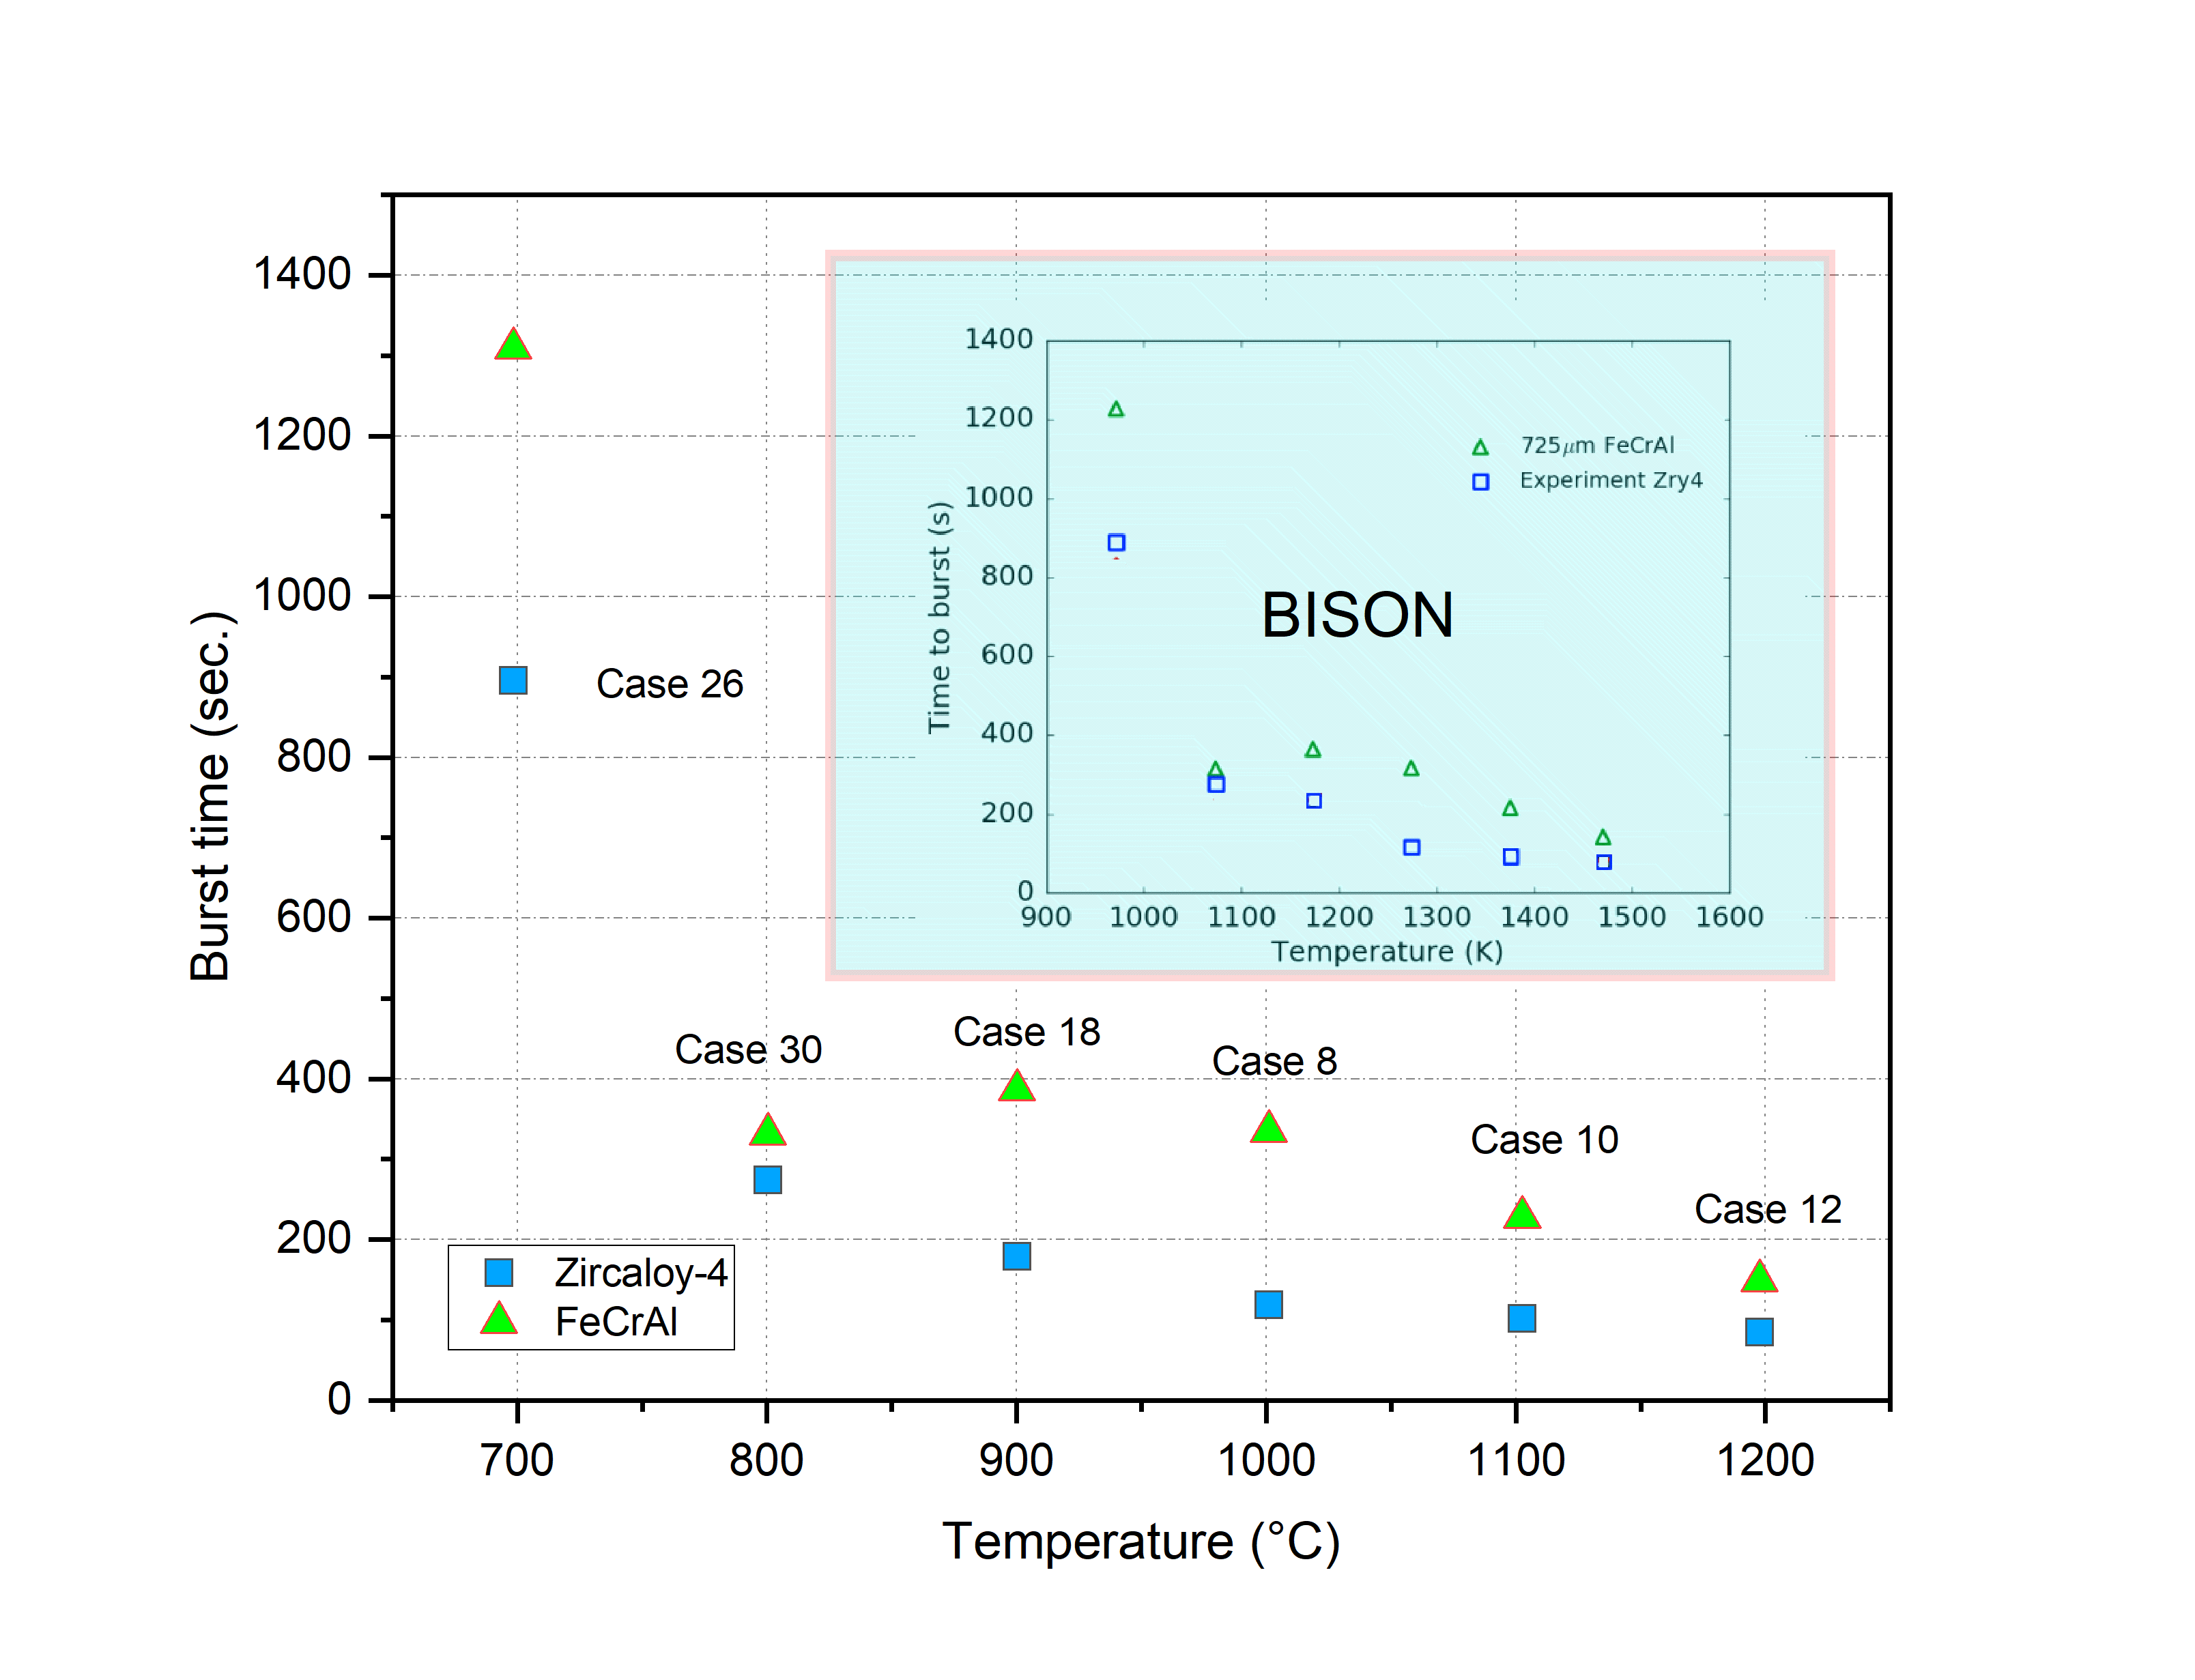 1400
1200
1000
800
600
400
200
0
Burst time (sec.)
700 800 900 1000 1100 1200
Temperature (°C)
Case 26
Case 30
Case 18
Case 8
Case 10
Case 12
Zircaloy-4
FeCrAl
1400
1200
1000
800
600
400
200
0
Time to burst (s)
725μm FeCrAl
Experiment Zry4
BISON
900 1000 1100 1200 1300 1400 1500 1600
Temperature (K)